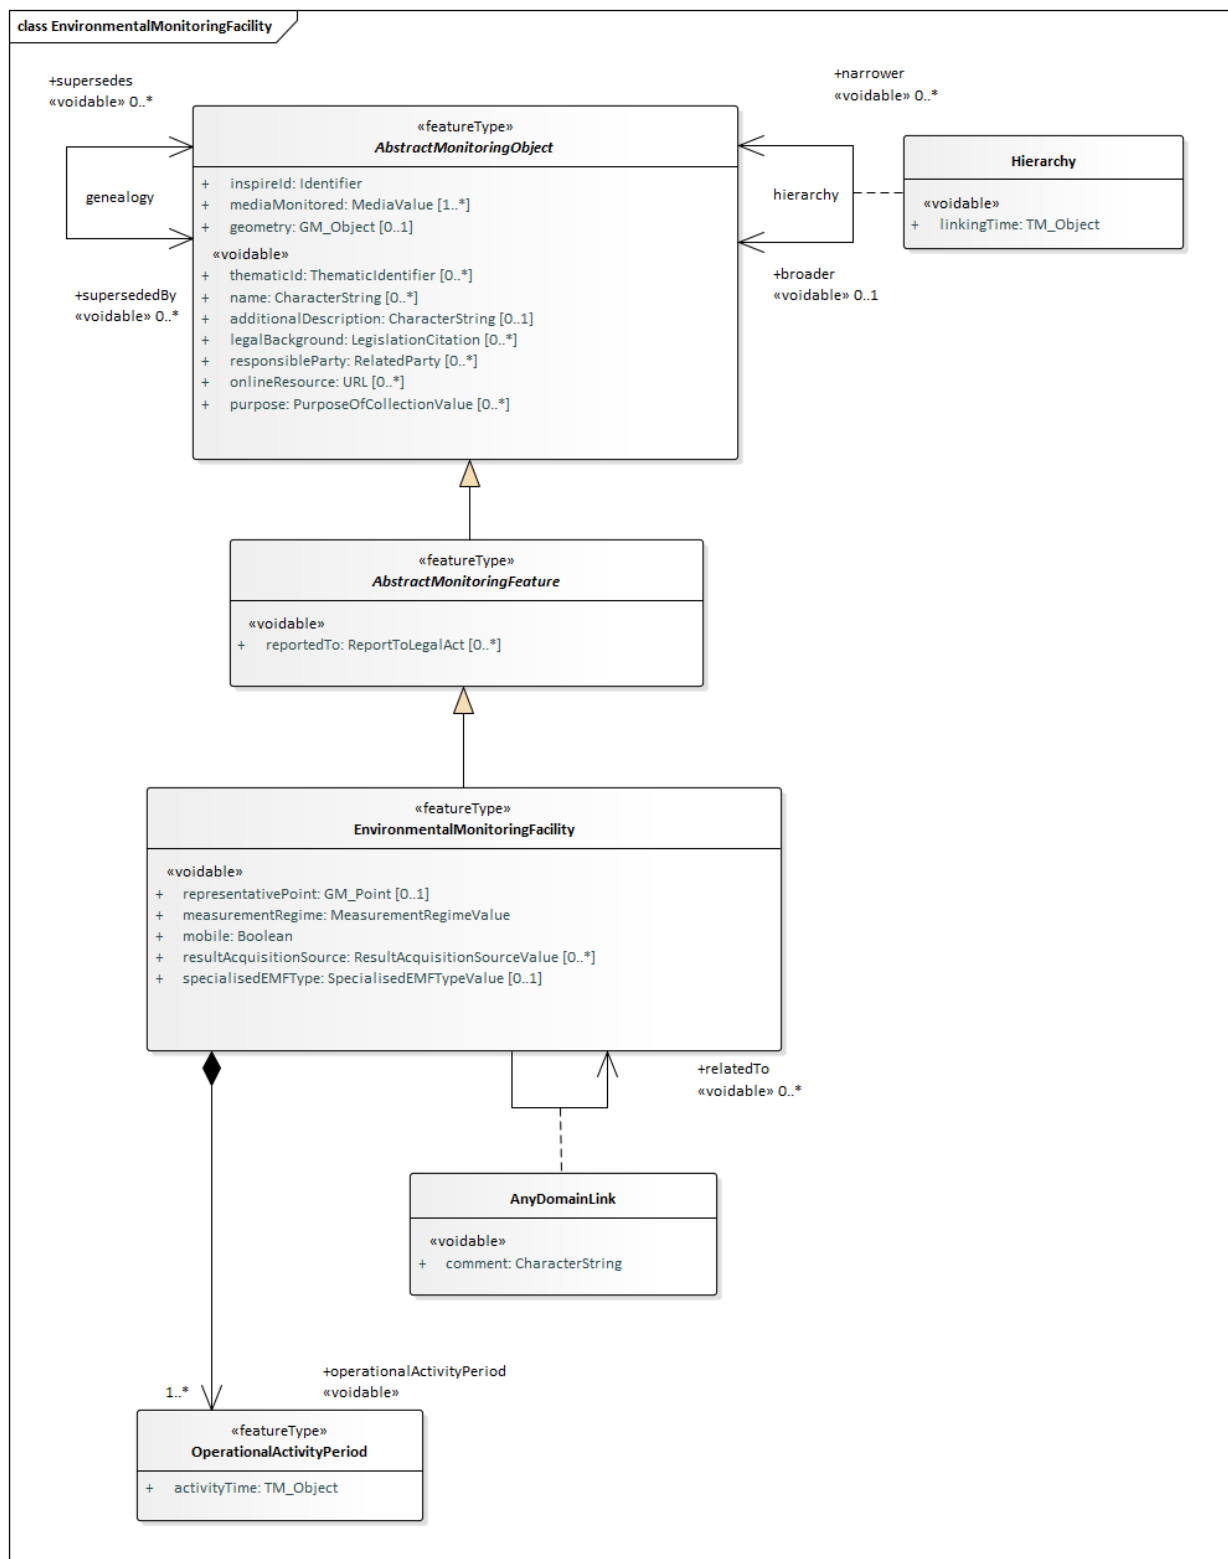 class EnvironmentalMonitoringFacility
+supersedes
«voidable» 0..*
+narrower
«voidable» 0..*
«featureType»
AbstractMonitoringObject
+ inspireId: Identifier
+ mediaMonitored: MediaValue [1..*]
+ geometry: GM_Object [0..1]
«voidable»
+ thematicId: ThematicIdentifier [0..*]
+ name: CharacterString [0..*]
+ additionalDescription: CharacterString [0..1]
+ legalBackground: LegislationCitation [0..*]
+ responsibleParty: RelatedParty [0..*]
+ onlineResource: URL [0..*]
+ purpose: PurposeOfCollectionValue [0..*]
genealogy
hierarchy
Hierarchy
«voidable»
+ linkingTime: TM_Object
+supersededBy
«voidable» 0..*
+broader
«voidable» 0..1
«featureType»
AbstractMonitoringFeature
«voidable»
+ reportedTo: ReportToLegalAct [0..*]
«featureType»
EnvironmentalMonitoringFacility
«voidable»
+ representativePoint: GM_Point [0..1]
+ measurementRegime: MeasurementRegimeValue
+ mobile: Boolean
+ resultAcquisitionSource: ResultAcquisitionSourceValue [0..*]
+ specialisedEMFType: SpecialisedEMFTypeValue [0..1]
+relatedTo
«voidable» 0..*
AnyDomainLink
«voidable»
+ comment: CharacterString
+operationalActivityPeriod
1..* «voidable»
«featureType»
OperationalActivityPeriod
+ activityTime: TM_Object